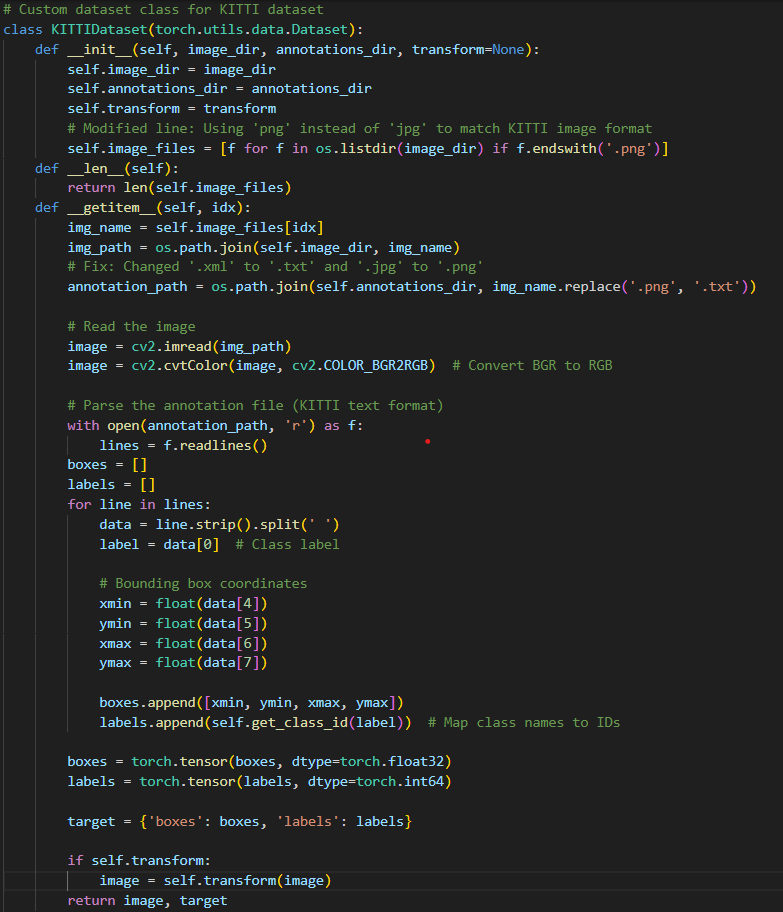 # Custom dataset class for KITTI dataset
class KITTIDataset(torch.utils.data.Dataset):
    def __init__(self, image_dir, annotations_dir, transform=None):
        self.image_dir = image_dir
        self.annotations_dir = annotations_dir
        self.transform = transform
        # Modified line: Using 'png' instead of 'jpg' to match KITTI image format
        self.image_files = [f for f in os.listdir(image_dir) if f.endswith('.png')]
    def __len__(self):
        return len(self.image_files)
    def __getitem__(self, idx):
        img_name = self.image_files[idx]
        img_path = os.path.join(self.image_dir, img_name)
        # Fix: Changed '.xml' to '.txt' and '.jpg' to '.png'
        annotation_path = os.path.join(self.annotations_dir, img_name.replace('.png', '.txt'))

        # Read the image
        image = cv2.imread(img_path)
        image = cv2.cvtColor(image, cv2.COLOR_BGR2RGB)  # Convert BGR to RGB

        # Parse the annotation file (KITTI text format)
        with open(annotation_path, 'r') as f:
            lines = f.readlines()
        boxes = []
        labels = []
        for line in lines:
            data = line.strip().split(' ')
            label = data[0]  # Class label

            # Bounding box coordinates
            xmin = float(data[4])
            ymin = float(data[5])
            xmax = float(data[6])
            ymax = float(data[7])

            boxes.append([xmin, ymin, xmax, ymax])
            labels.append(self.get_class_id(label))  # Map class names to IDs

        boxes = torch.tensor(boxes, dtype=torch.float32)
        labels = torch.tensor(labels, dtype=torch.int64)

        target = {'boxes': boxes, 'labels': labels}

        if self.transform:
            image = self.transform(image)
        return image, target